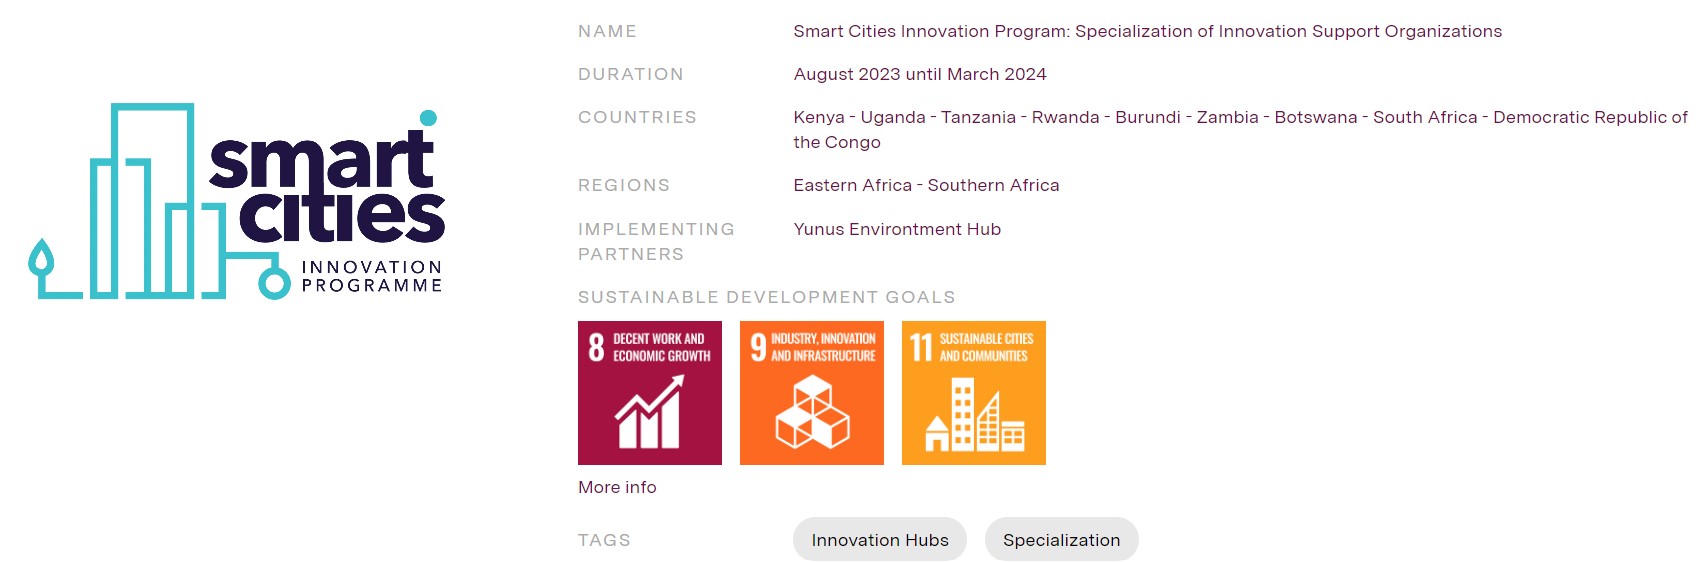 smart
cities
INNOVATION
PROGRAMME
NAME
Smart Cities Innovation Program: Specialization of Innovation Support Organizations
DURATION
August 2023 until March 2024
COUNTRIES
Kenya - Uganda - Tanzania - Rwanda - Burundi - Zambia - Botswana - South Africa - Democratic Republic of
the Congo
REGIONS
Eastern Africa - Southern Africa
IMPLEMENTING
PARTNERS
Yunus Environtment Hub
SUSTAINABLE DEVELOPMENT GOALS
8 DECENT WORK AND
ECONOMIC GROWTH
9 INDUSTRY, INNOVATION
AND INFRASTRUCTURE
11 SUSTAINABLE CITIES
AND COMMUNITIES
More info
TAGS
Innovation Hubs
Specialization